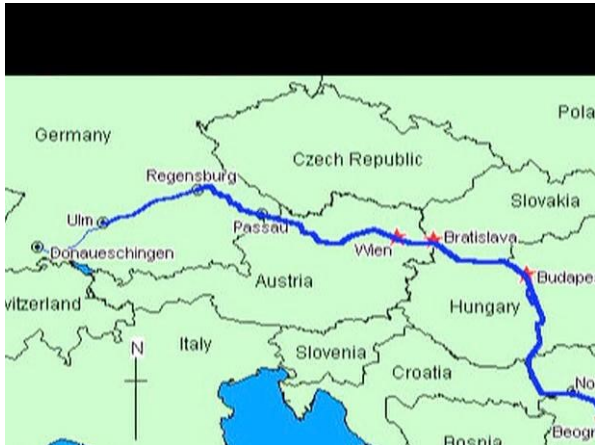 Pola
Germany
Czech Republic
Regensburg
Slovakia
Ulm
Passau
Wien
Bratislava
Donaueschingen
Budape
Austria
witzerland
Hungary
N
Italy
Slovenia
Croatia
No
Bosnia
Beogr